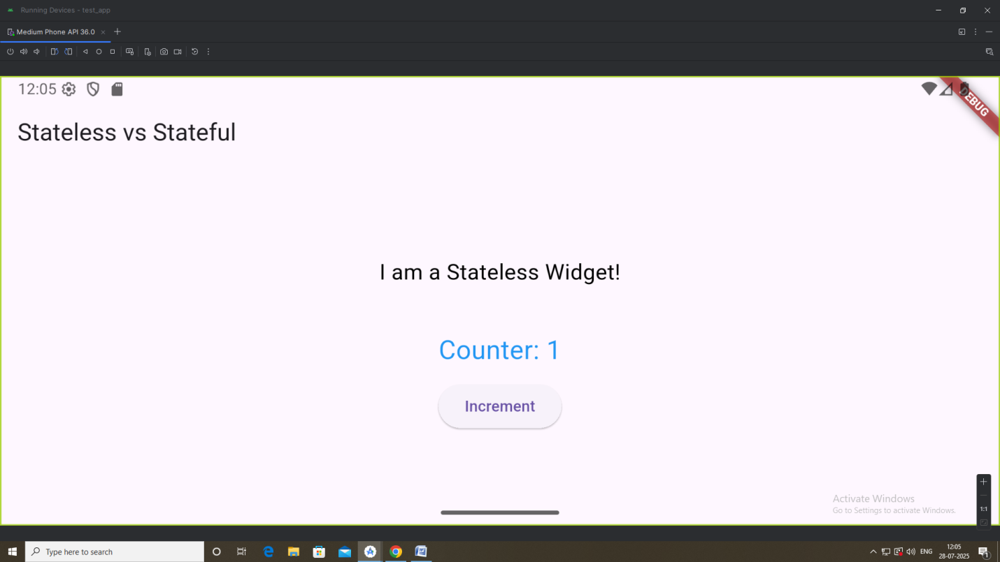 Running Devices - test_app
Medium Phone API 36.0
12:05
DEBUG
Stateless vs Stateful
I am a Stateless Widget!
Counter: 1
Increment
Activate Windows
Go to Settings to activate Windows.
1:1
Type here to search
ENG
12:05
28-07-2025
1